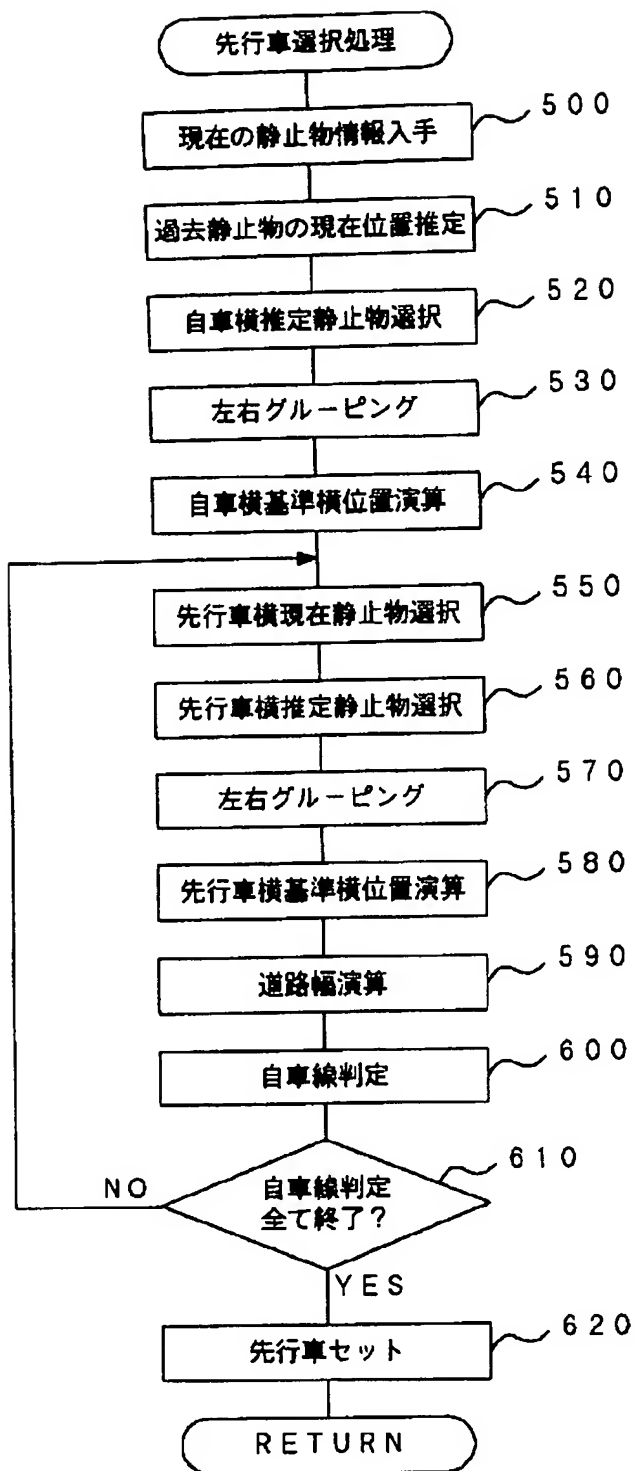 先行車選択処理
500
現在の静止物情報入手
510
過去静止物の現在位置推定
520
自車横推定静止物選択
530
左右グルーピング
540
自車横基準横位置演算
550
先行車横現在静止物選択
560
先行車横推定静止物選択
570
左右グルーピング
580
先行車横基準横位置演算
590
道路幅演算
600
自車線判定
610
NO
自車線判定
全て終了?
YES
620
先行車セット
RETURN